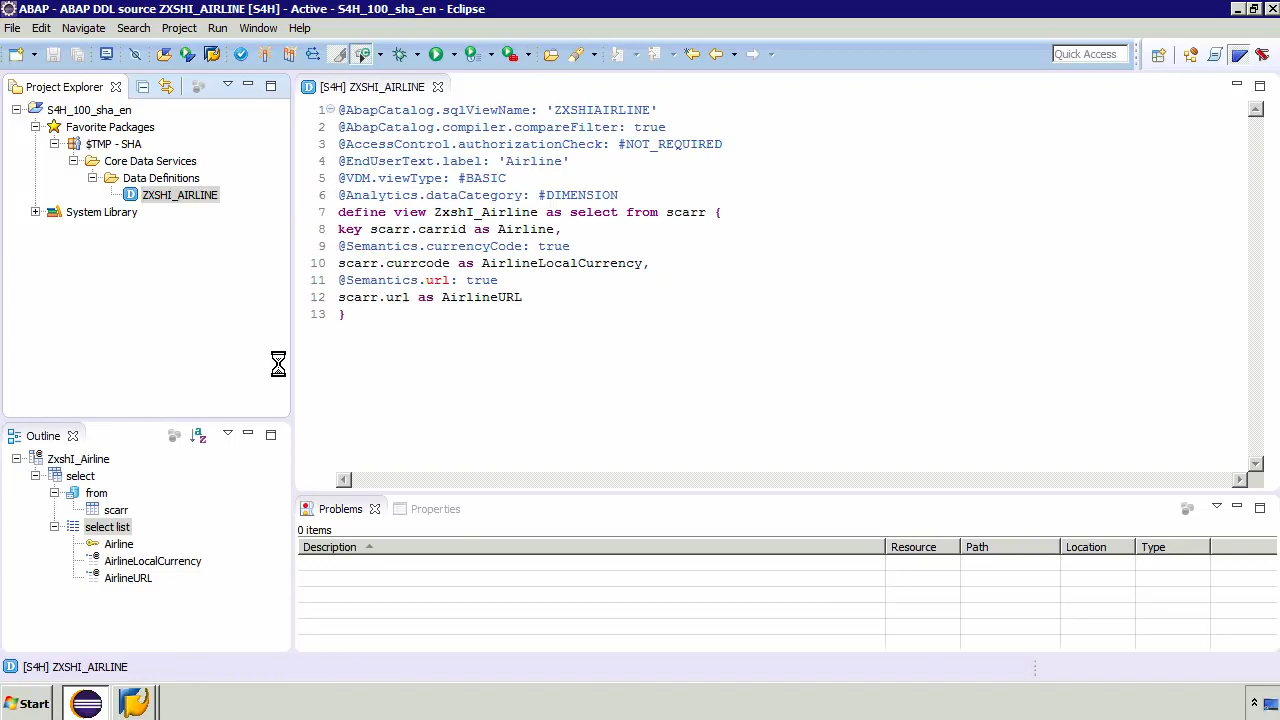 ABAP - ABAP DDL source ZXSHI_AIRLINE [S4H] - Active - S4H_100_sha_en - Eclipse
File Edit Navigate Search Project Run Window Help
Quick Access
Project Explorer
S4H_100_sha_en
Favorite Packages
$TMP - SHA
Core Data Services
Data Definitions
ZXSHI_AIRLINE
System Library
[S4H] ZXSHI_AIRLINE
1 @AbapCatalog.sqlViewName: 'ZXSHIAIRLINE'
2 @AbapCatalog.compiler.compareFilter: true
3 @AccessControl.authorizationCheck: #NOT_REQUIRED
4 @EndUserText.label: 'Airline'
5 @VDM.viewType: #BASIC
6 @Analytics.dataCategory: #DIMENSION
7 define view ZxshI_Airline as select from scarr {
8 key scarr.carrid as Airline,
9 @Semantics.currencyCode: true
10 scarr.currcode as AirlineLocalCurrency,
11 @Semantics.url: true
12 scarr.url as AirlineURL
13 }
Outline
ZxshI_Airline
select
from
scarr
select list
Airline
AirlineLocalCurrency
AirlineURL
Problems Properties
0 items
Description Resource Path Location Type
[S4H] ZXSHI_AIRLINE
Start